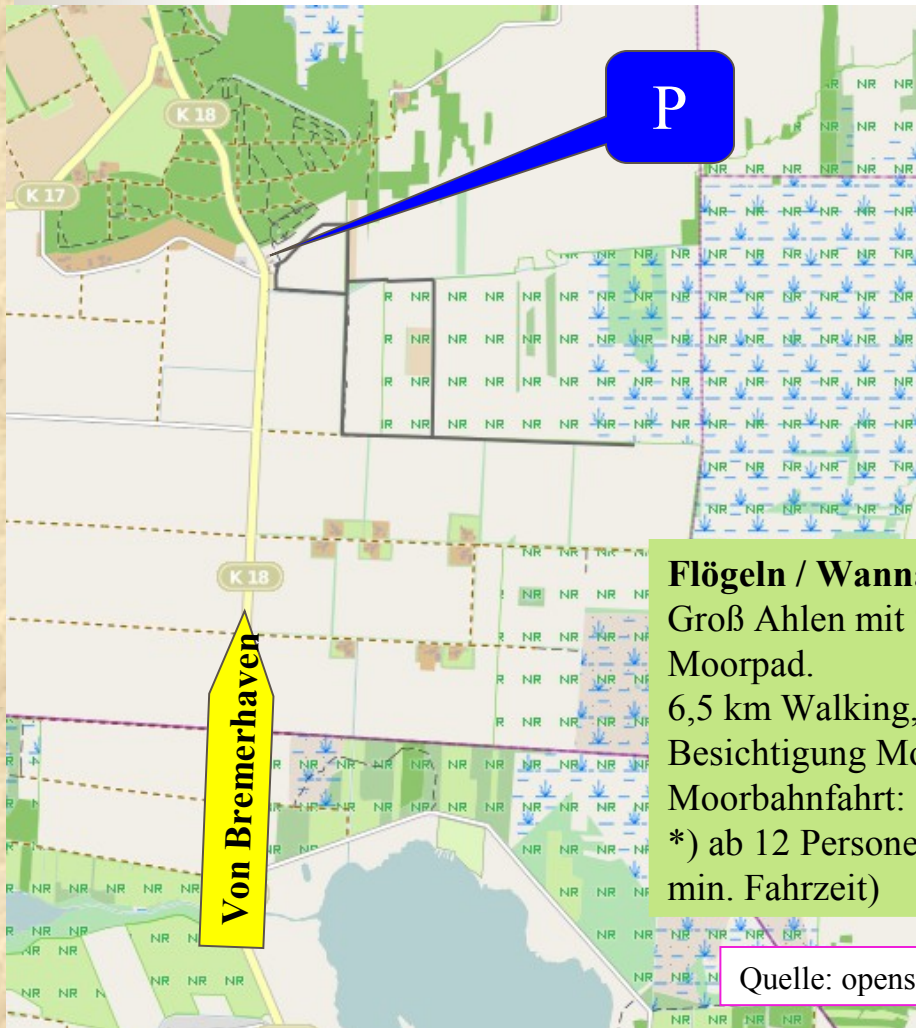 P
K 18
K 17
K 18
Von Bremerhaven
NR
Flögeln / Wann
Groß Ahlen mit
Moorpad.
6,5 km Walking,
Besichtigung Mo
Moorbahnfahrt:
*) ab 12 Persone
min. Fahrzeit)
Quelle: opens